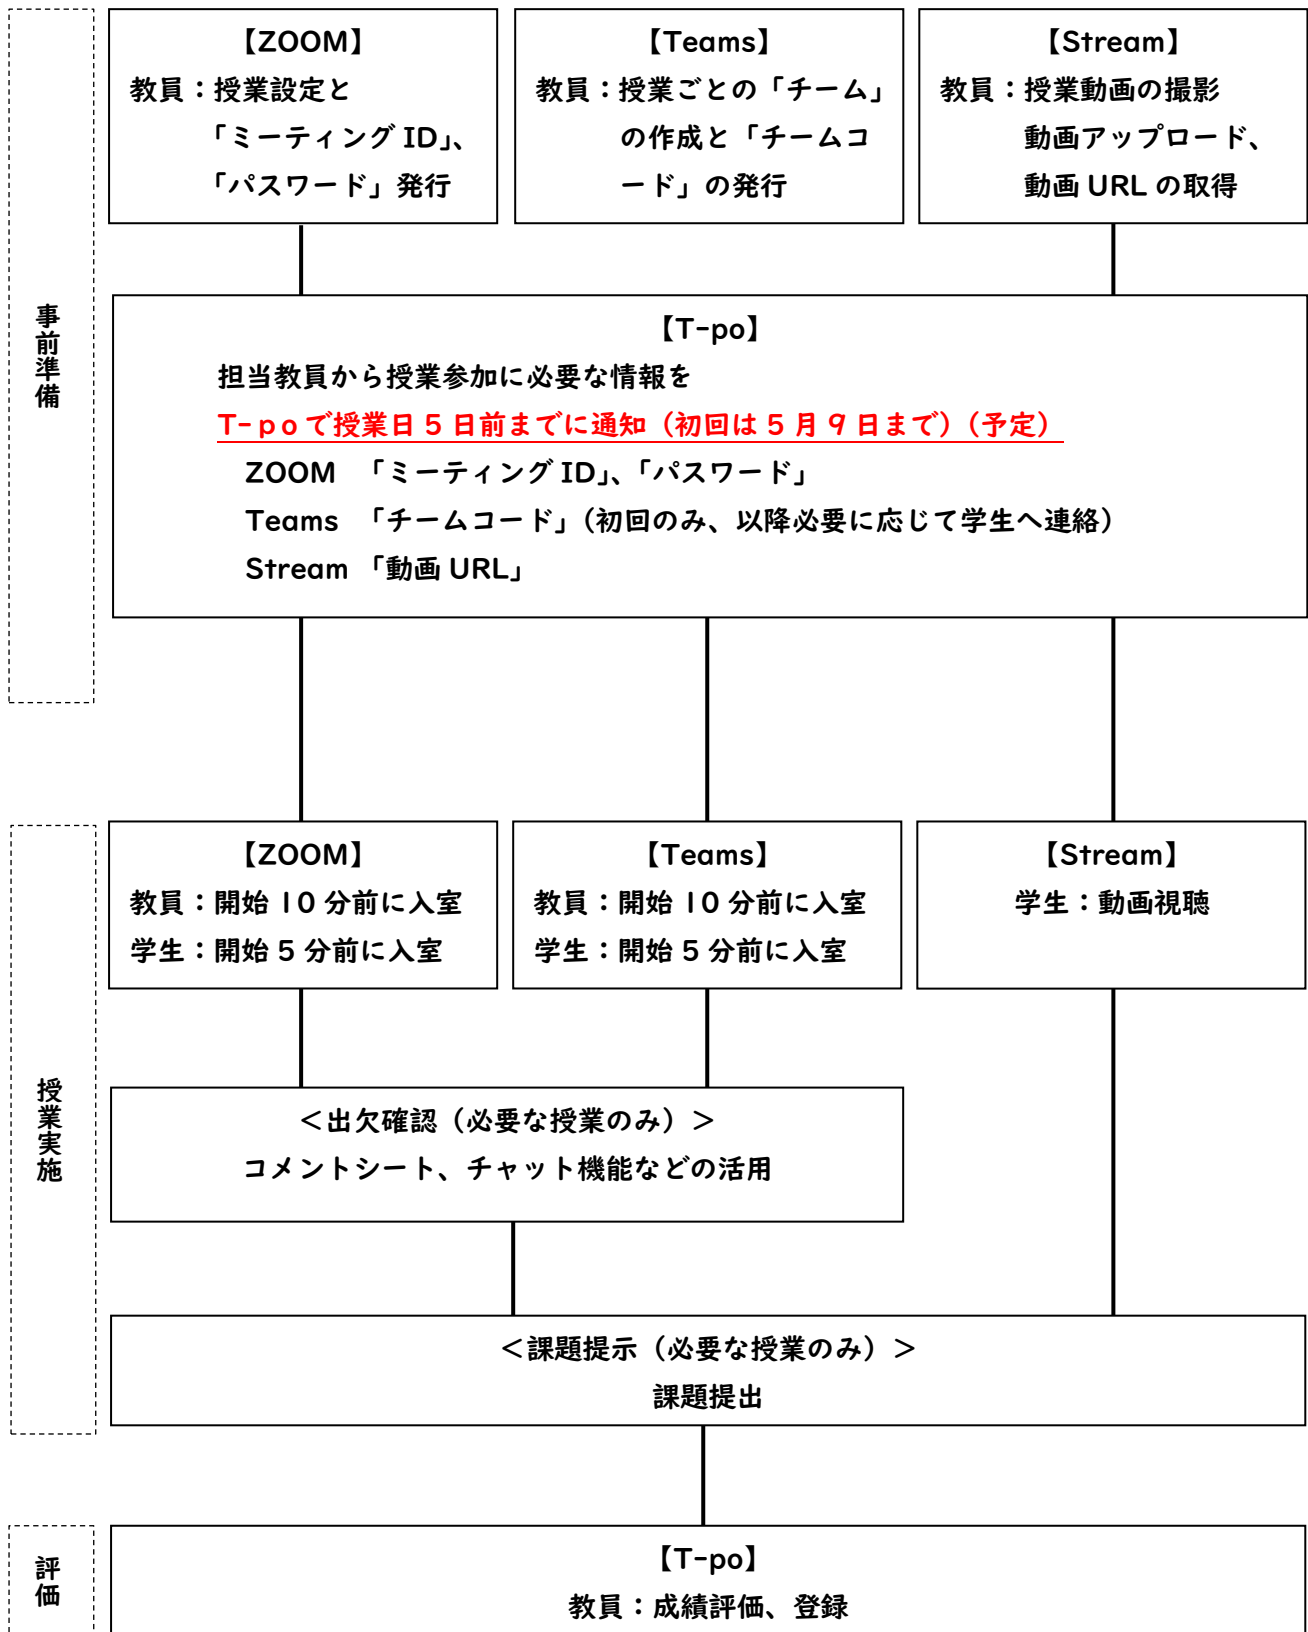 事前準備
【ZOOM】
教員：授業設定と
「ミーティング ID」、
「パスワード」発行
【Teams】
教員：授業ごとの「チーム」
の作成と「チームコ
ード」の発行
【Stream】
教員：授業動画の撮影
動画アップロード、
動画 URL の取得
【T-po】
担当教員から授業参加に必要な情報を
T-ｐｏで授業日５日前までに通知（初回は５月９日まで）（予定）
ZOOM 「ミーティング ID」、「パスワード」
Teams 「チームコード」（初回のみ、以降必要に応じて学生へ連絡）
Stream 「動画 URL」
授業実施
【ZOOM】
教員：開始 10 分前に入室
学生：開始 5 分前に入室
【Teams】
教員：開始 10 分前に入室
学生：開始 5 分前に入室
【Stream】
学生：動画視聴
＜出欠確認（必要な授業のみ）＞
コメントシート、チャット機能などの活用
＜課題提示（必要な授業のみ）＞
課題提出
評価
【T-po】
教員：成績評価、登録